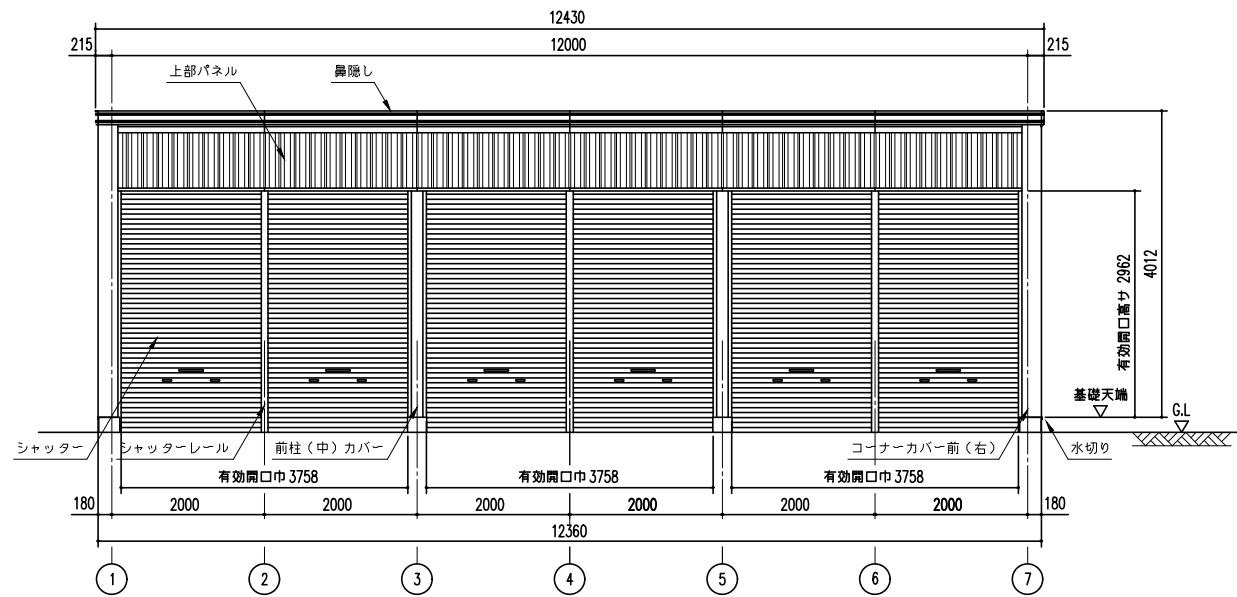 12430
215
12000
215
上部パネル
鼻隠し
有効開口高サ 2962
4012
基礎天端
G.L
シャッター
シャッターレール
前柱（中）カバー
コーナーカバー前（右）
水切り
有効開口巾 3758
有効開口巾 3758
有効開口巾 3758
180
2000
2000
2000
2000
2000
2000
180
12360
1
2
3
4
5
6
7